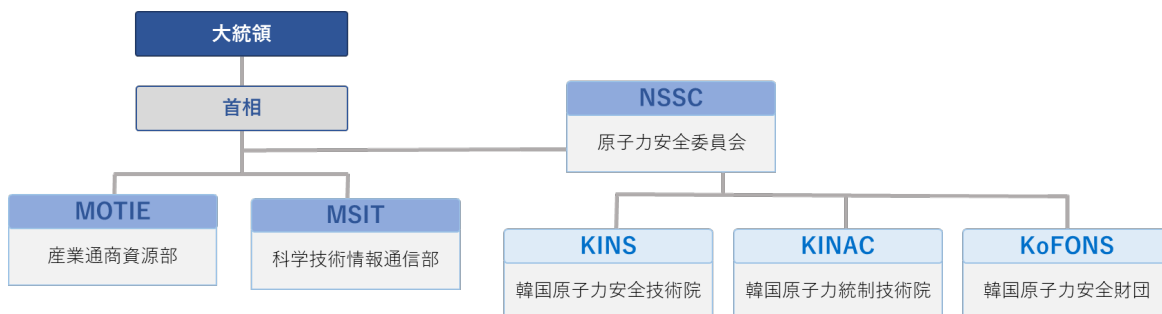 大統領
首相
NSSC
原子力安全委員会
MOTIE
産業通商資源部
MSIT
科学技術情報通信部
KINS
韓国原子力安全技術院
KINAC
韓国原子力統制技術院
KoFONS
韓国原子力安全財団